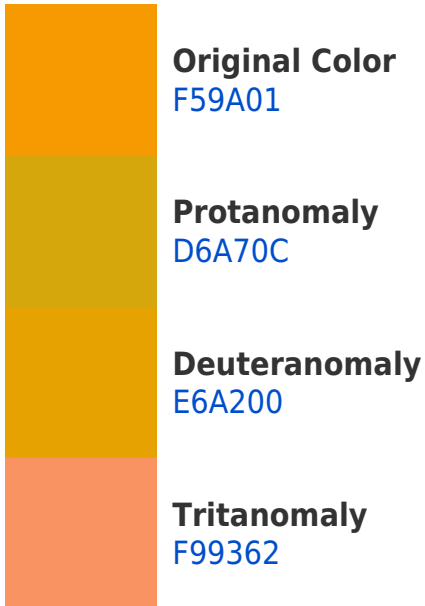 Original Color
F59A01
Protanomaly
D6A70C
Deuteranomaly
E6A200
Tritanomaly
F99362